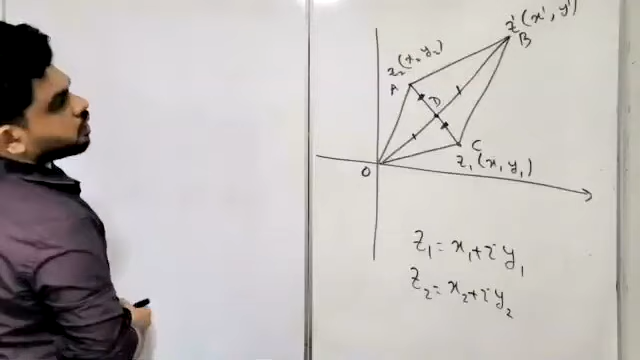 z' (x', y')
B
z₂ (x₂ y₂)
A
D
C
z₁ (x₁ y₁)
O
z₁ = x₁ + i y₁
z₂ = x₂ + i y₂